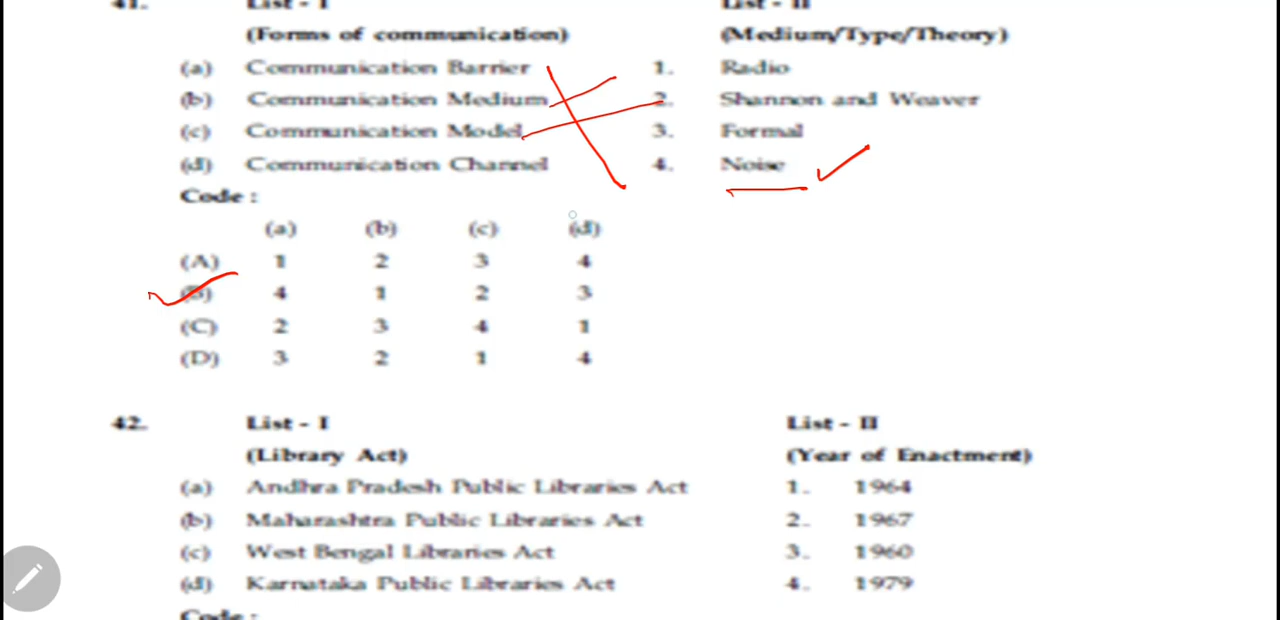 41. List - I List - II
(Forms of communication) (Medium/Type/Theory)
(a) Communication Barrier 1. Radio
(b) Communication Medium 2. Shannon and Weaver
(c) Communication Model 3. Formal
(d) Communication Channel 4. Noise
Code :
(a) (b) (c) (d)
(A) 1 2 3 4
(B) 4 1 2 3
(C) 2 3 4 1
(D) 3 2 1 4
42. List - I List - II
(Library Act) (Year of Enactment)
(a) Andhra Pradesh Public Libraries Act 1. 1964
(b) Maharashtra Public Libraries Act 2. 1967
(c) West Bengal Libraries Act 3. 1960
(d) Karnataka Public Libraries Act 4. 1979
Code :